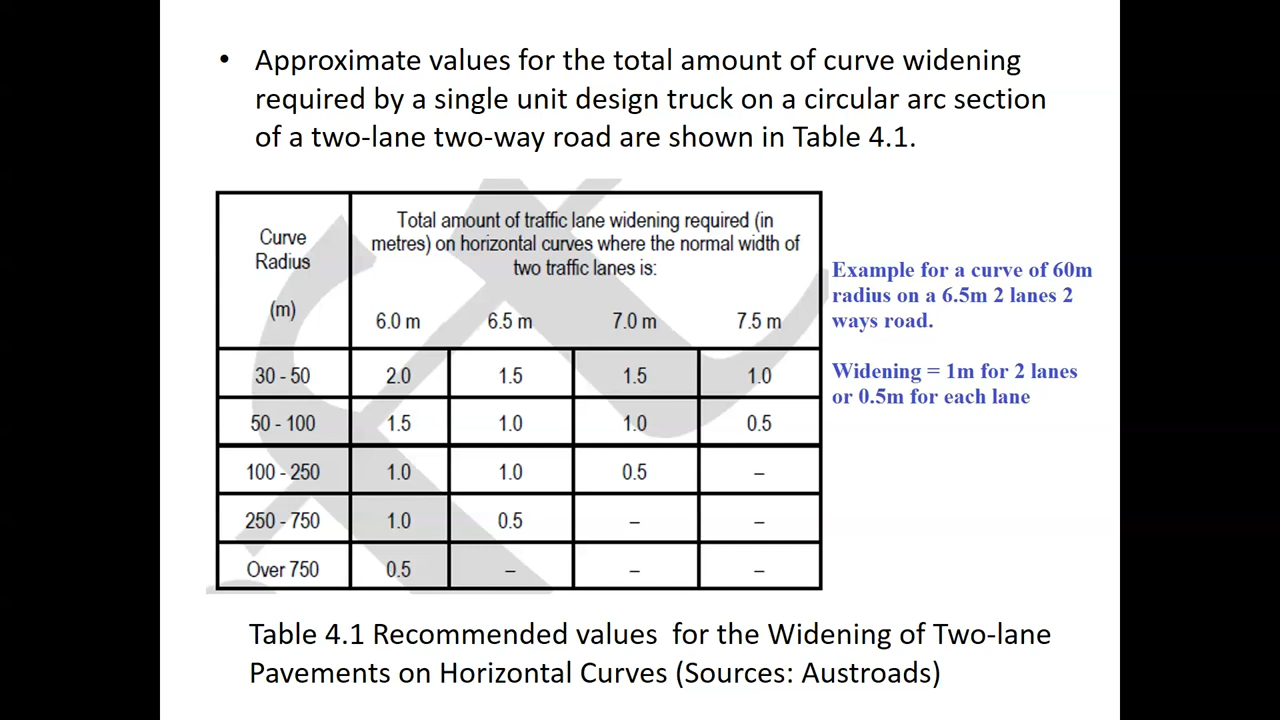 • Approximate values for the total amount of curve widening
required by a single unit design truck on a circular arc section
of a two-lane two-way road are shown in Table 4.1.
Curve
Radius
(m)
Total amount of traffic lane widening required (in
metres) on horizontal curves where the normal width of
two traffic lanes is:
6.0 m 6.5 m 7.0 m 7.5 m
30 - 50 2.0 1.5 1.5 1.0
50 - 100 1.5 1.0 1.0 0.5
100 - 250 1.0 1.0 0.5 –
250 - 750 1.0 0.5 – –
Over 750 0.5 – – –
Example for a curve of 60m
radius on a 6.5m 2 lanes 2
ways road.
Widening = 1m for 2 lanes
or 0.5m for each lane
Table 4.1 Recommended values for the Widening of Two-lane
Pavements on Horizontal Curves (Sources: Austroads)